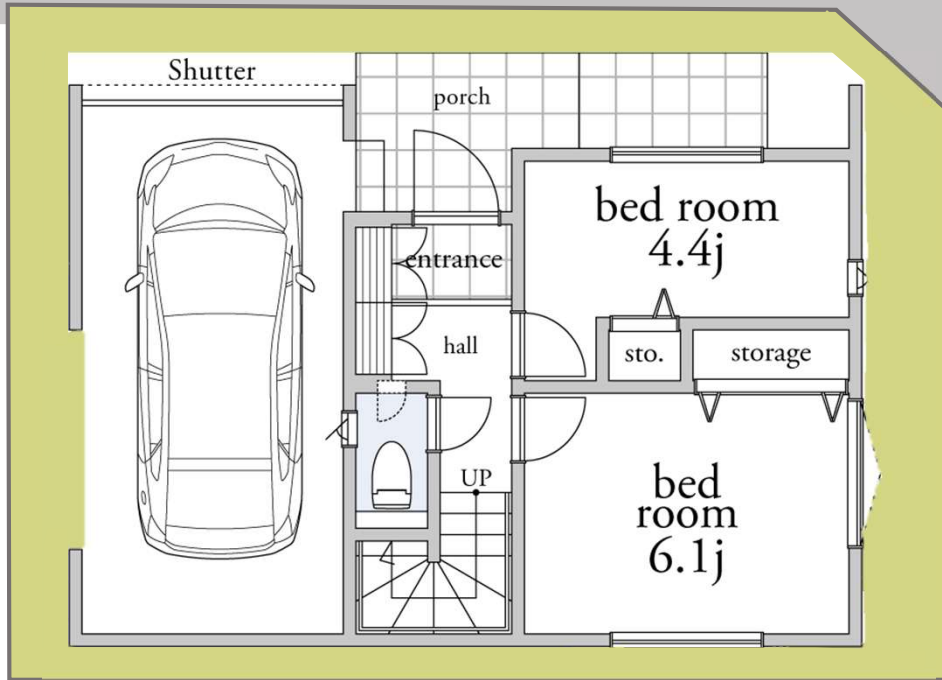 Shutter
porch
bed room
4.4j
entrance
hall
sto.
storage
UP
bed
room
6.1j